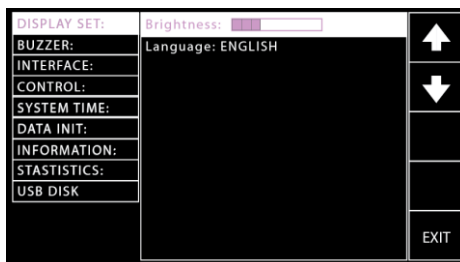 DISPLAY SET:
BUZZER:
INTERFACE:
CONTROL:
SYSTEM TIME:
DATA INIT:
INFORMATION:
STASTISTICS:
USB DISK
Brightness:
Language: ENGLISH
EXIT